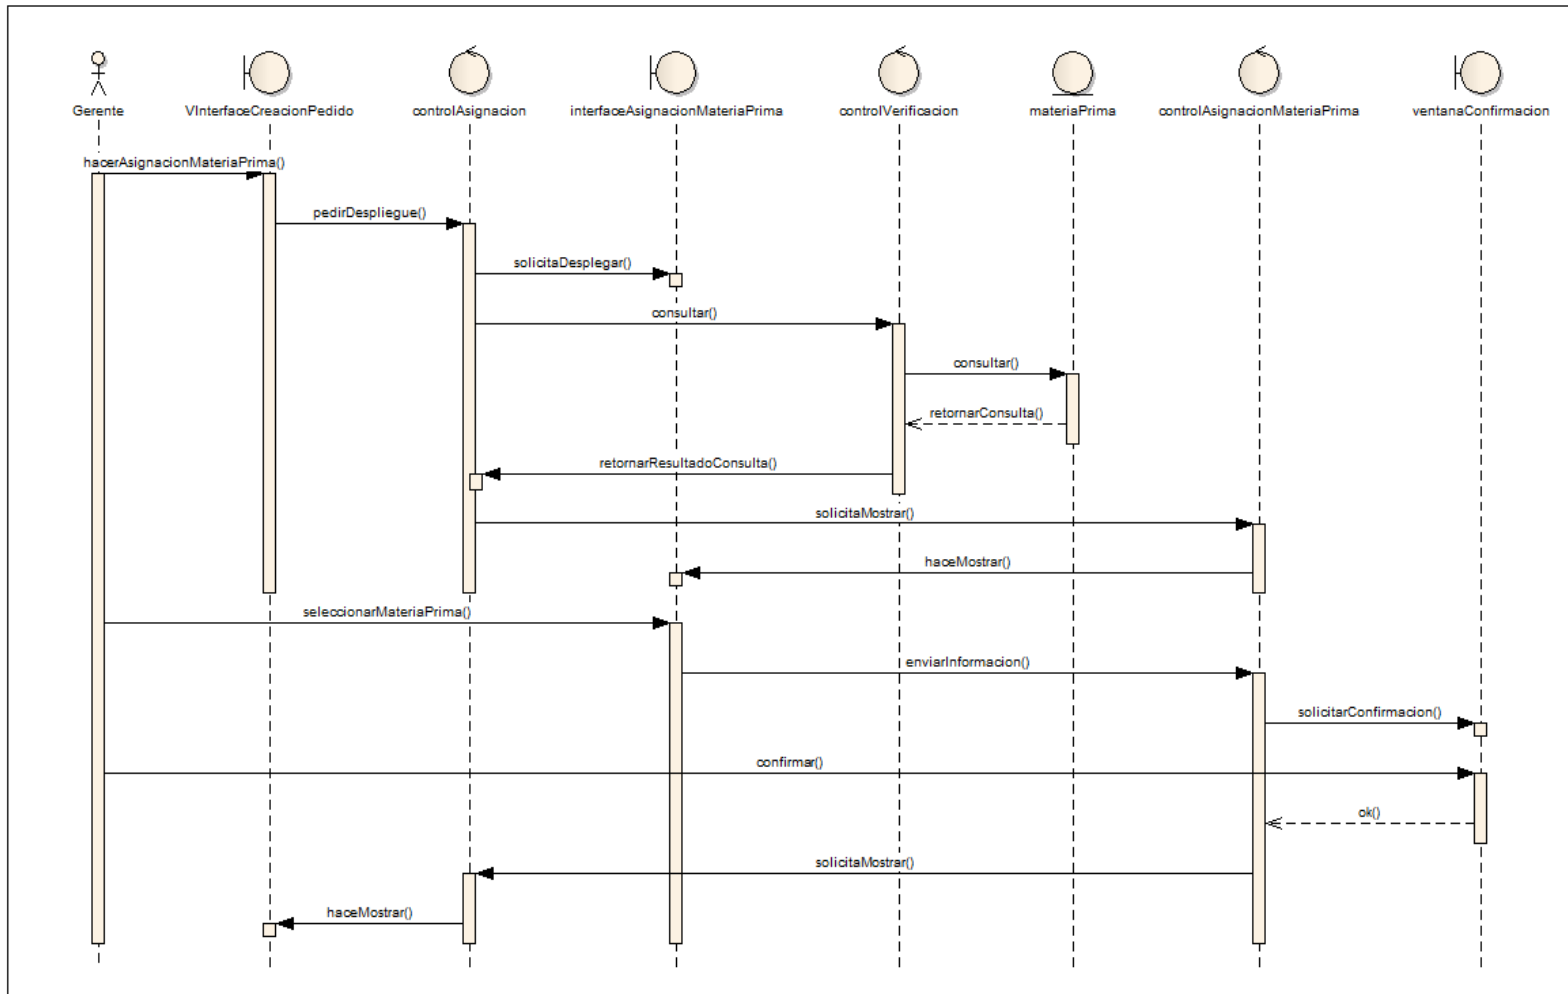 Gerente
VInterfaceCreacionPedido
controlAsignacion
interfaceAsignacionMateriaPrima
controlVerificacion
materiaPrima
controlAsignacionMateriaPrima
ventanaConfirmacion
hacerAsignacionMateriaPrima()
pedirDespliegue()
solicitaDesplegar()
consultar()
consultar()
retornarConsulta()
retornarResultadoConsulta()
solicitaMostrar()
haceMostrar()
seleccionarMateriaPrima()
enviarInformacion()
solicitarConfirmacion()
confirmar()
ok()
solicitaMostrar()
haceMostrar()